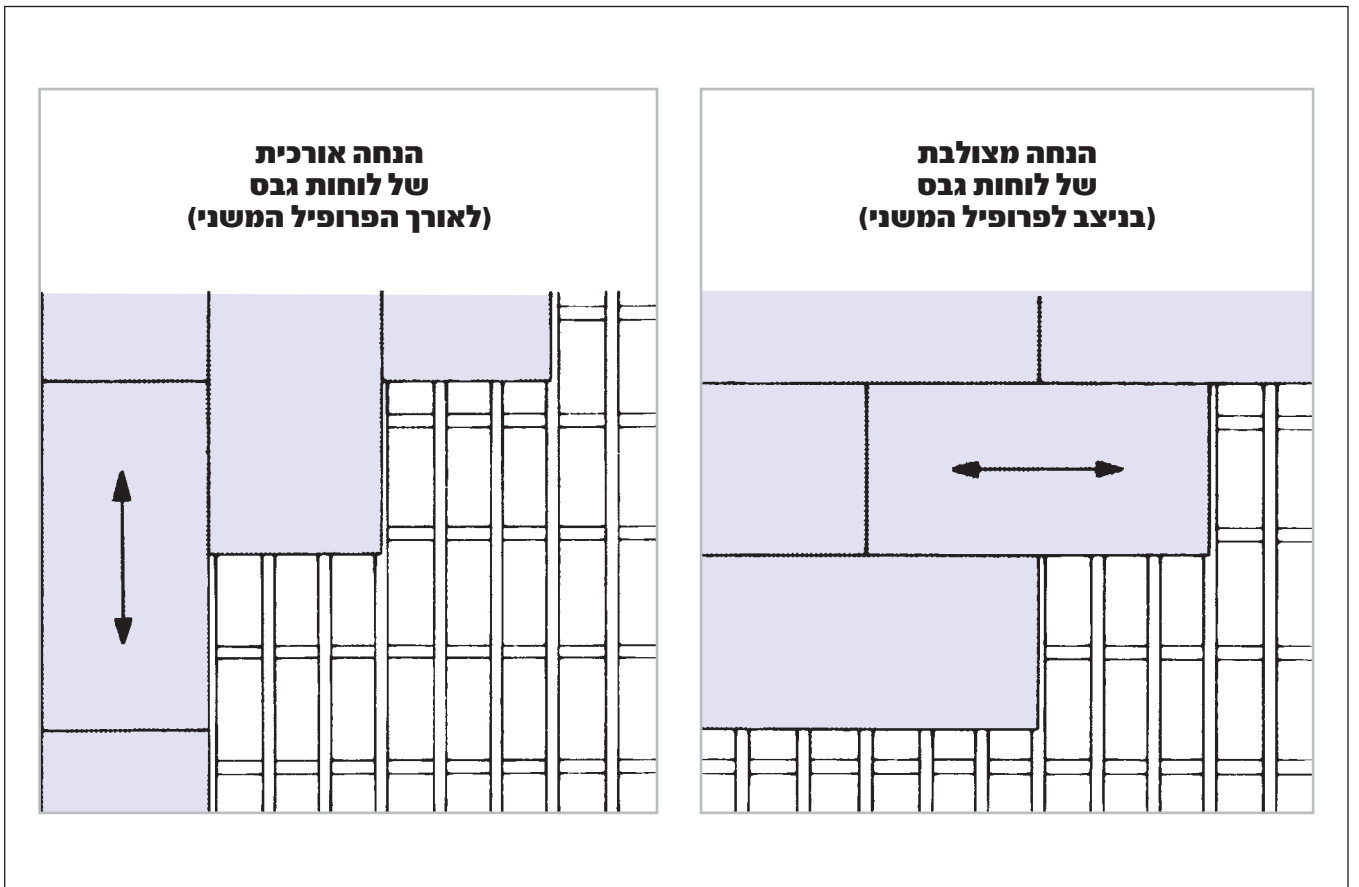 הנחה מצולבת
של לוחות גבס
(בניצב לפרופיל המשני)
הנחה אורכית
של לוחות גבס
(לאורך הפרופיל המשני)